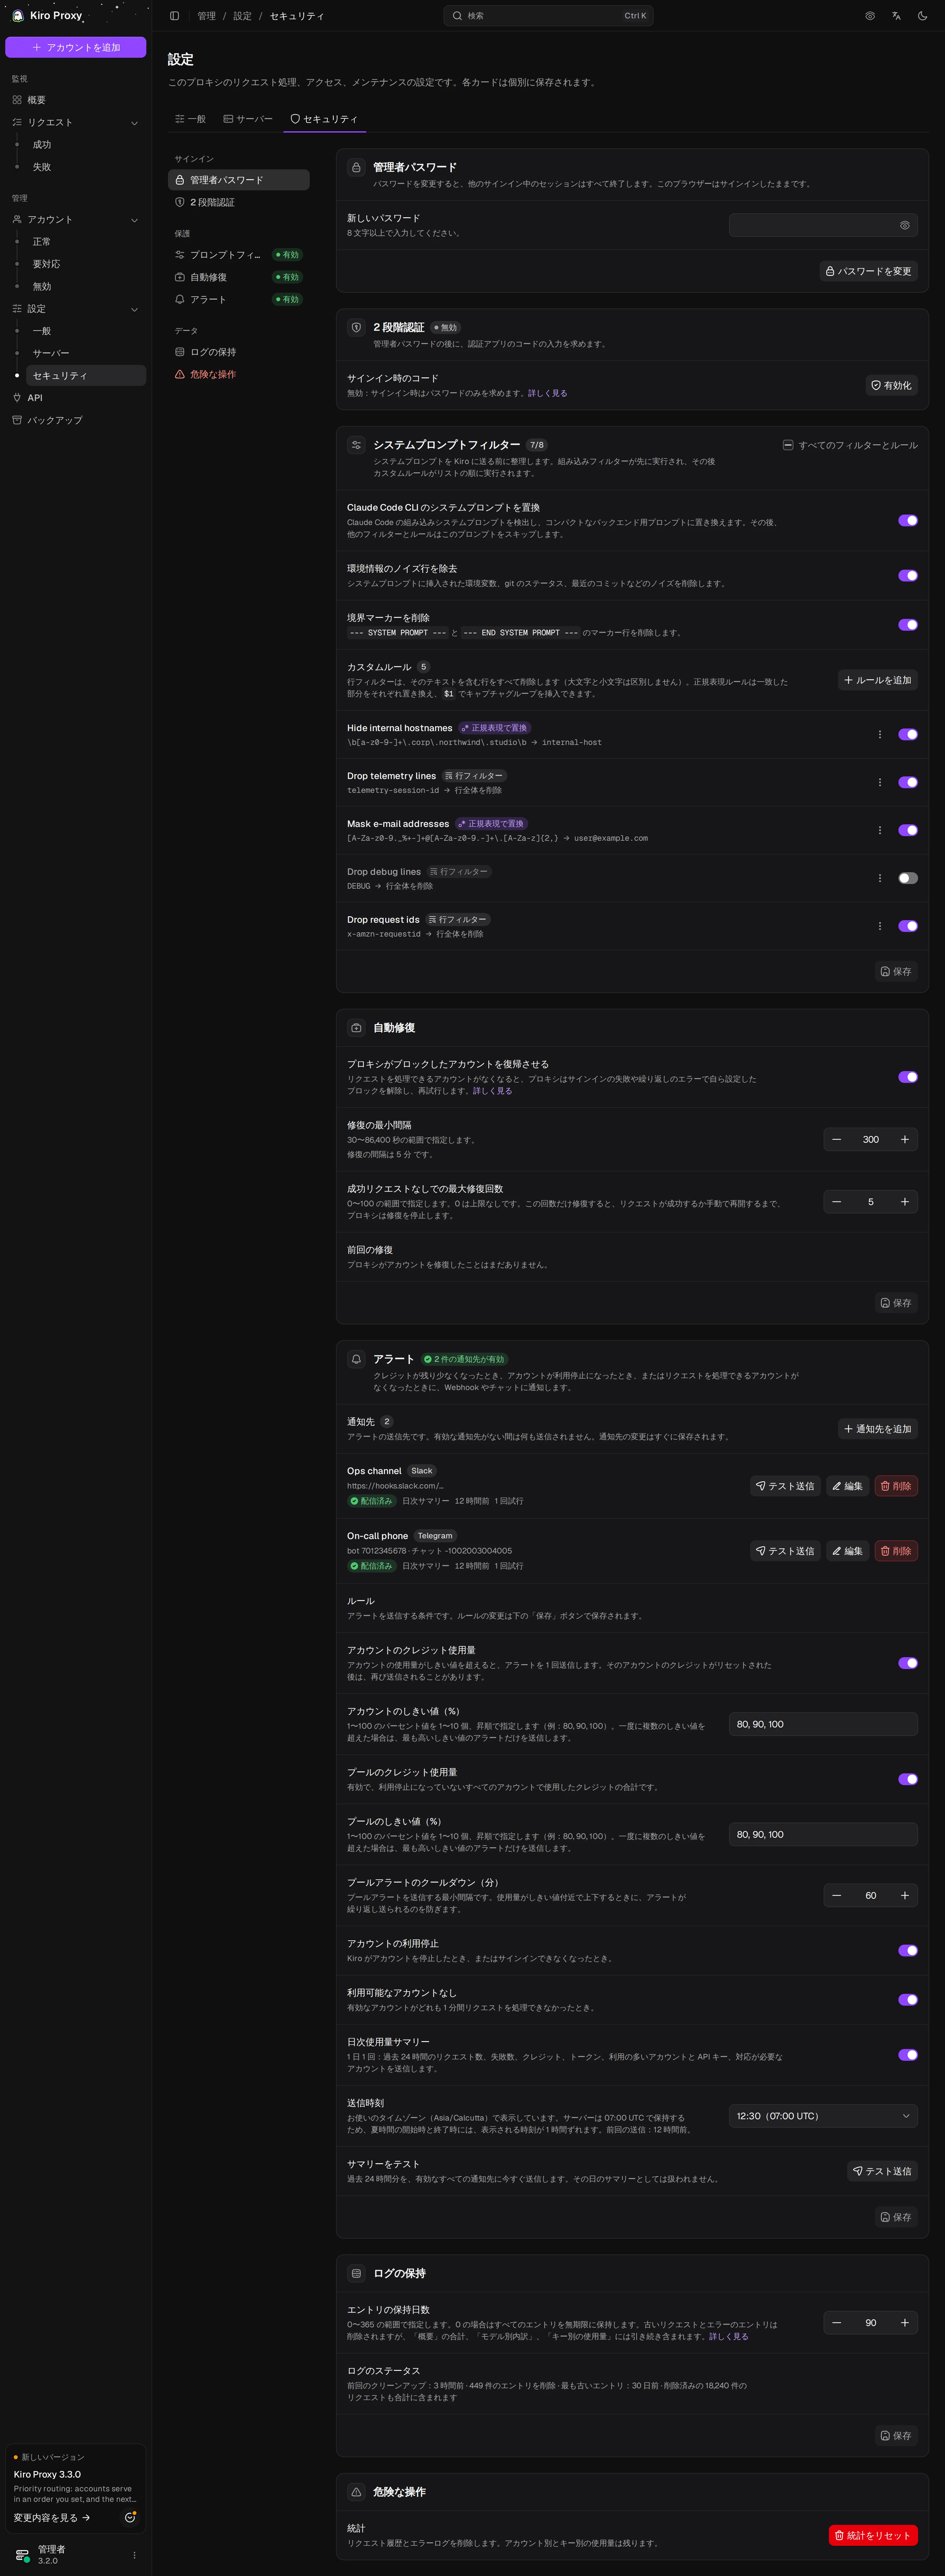 Kiro Proxy
管理 / 設定 / セキュリティ
検索
Ctrl K
アカウントを追加
監視
概要
リクエスト
成功
失敗
管理
アカウント
正常
要対応
無効
設定
一般
サーバー
セキュリティ
API
バックアップ
新しいバージョン
Kiro Proxy 3.3.0
Priority routing: accounts serve
in an order you set, and the next…
変更内容を見る →
管理者
3.2.0
設定
このプロキシのリクエスト処理、アクセス、メンテナンスの設定です。各カードは個別に保存されます。
一般
サーバー
セキュリティ
サインイン
管理者パスワード
2 段階認証
保護
プロンプトフィ… 有効
自動修復 有効
アラート 有効
データ
ログの保持
危険な操作
管理者パスワード
パスワードを変更すると、他のサインイン中のセッションはすべて終了します。このブラウザーはサインインしたままです。
新しいパスワード
8 文字以上で入力してください。
パスワードを変更
2 段階認証 無効
管理者パスワードの後に、認証アプリのコードの入力を求めます。
サインイン時のコード
無効：サインイン時はパスワードのみを求めます。詳しく見る
有効化
システムプロンプトフィルター 7/8
すべてのフィルターとルール
システムプロンプトを Kiro に送る前に整理します。組み込みフィルターが先に実行され、その後
カスタムルールがリストの順に実行されます。
Claude Code CLI のシステムプロンプトを置換
Claude Code の組み込みシステムプロンプトを検出し、コンパクトなバックエンド用プロンプトに置き換えます。その後、
他のフィルターとルールはこのプロンプトをスキップします。
環境情報のノイズ行を除去
システムプロンプトに挿入された環境変数、git のステータス、最近のコミットなどのノイズを削除します。
境界マーカーを削除
--- SYSTEM PROMPT --- と --- END SYSTEM PROMPT --- のマーカー行を削除します。
カスタムルール 5
行フィルターは、そのテキストを含む行をすべて削除します（大文字と小文字は区別しません）。正規表現ルールは一致した
部分をそれぞれ置き換え、$1 でキャプチャグループを挿入できます。
ルールを追加
Hide internal hostnames 正規表現で置換
\b[a-z0-9-]+\.corp\.northwind\.studio\b → internal-host
Drop telemetry lines 行フィルター
telemetry-session-id → 行全体を削除
Mask e-mail addresses 正規表現で置換
[A-Za-z0-9._%+-]+@[A-Za-z0-9.-]+\.[A-Za-z]{2,} → user@example.com
Drop debug lines 行フィルター
DEBUG → 行全体を削除
Drop request ids 行フィルター
x-amzn-requestid → 行全体を削除
保存
自動修復
プロキシがブロックしたアカウントを復帰させる
リクエストを処理できるアカウントがなくなると、プロキシはサインインの失敗や繰り返しのエラーで自ら設定した
ブロックを解除し、再試行します。詳しく見る
修復の最小間隔
30〜86,400 秒の範囲で指定します。
修復の間隔は 5 分 です。
300
成功リクエストなしでの最大修復回数
0〜100 の範囲で指定します。0 は上限なしです。この回数だけ修復すると、リクエストが成功するか手動で再開するまで、
プロキシは修復を停止します。
5
前回の修復
プロキシがアカウントを修復したことはまだありません。
保存
アラート 2 件の通知先が有効
クレジットが残り少なくなったとき、アカウントが利用停止になったとき、またはリクエストを処理できるアカウントが
なくなったときに、Webhook やチャットに通知します。
通知先 2
アラートの送信先です。有効な通知先がない間は何も送信されません。通知先の変更はすぐに保存されます。
通知先を追加
Ops channel Slack
https://hooks.slack.com/…
配信済み 日次サマリー 12 時間前 1 回試行
テスト送信 編集 削除
On-call phone Telegram
bot 7012345678 · チャット -1002003004005
配信済み 日次サマリー 12 時間前 1 回試行
テスト送信 編集 削除
ルール
アラートを送信する条件です。ルールの変更は下の「保存」ボタンで保存されます。
アカウントのクレジット使用量
アカウントの使用量がしきい値を超えると、アラートを 1 回送信します。そのアカウントのクレジットがリセットされた
後は、再び送信されることがあります。
アカウントのしきい値（%）
1〜100 のパーセント値を 1〜10 個、昇順で指定します（例：80, 90, 100）。一度に複数のしきい値を
超えた場合は、最も高いしきい値のアラートだけを送信します。
80, 90, 100
プールのクレジット使用量
有効で、利用停止になっていないすべてのアカウントで使用したクレジットの合計です。
プールのしきい値（%）
1〜100 のパーセント値を 1〜10 個、昇順で指定します（例：80, 90, 100）。一度に複数のしきい値を
超えた場合は、最も高いしきい値のアラートだけを送信します。
80, 90, 100
プールアラートのクールダウン（分）
プールアラートを送信する最小間隔です。使用量がしきい値付近で上下するときに、アラートが
繰り返し送られるのを防ぎます。
60
アカウントの利用停止
Kiro がアカウントを停止したとき、またはサインインできなくなったとき。
利用可能なアカウントなし
有効なアカウントがどれも 1 分間リクエストを処理できなかったとき。
日次使用量サマリー
1 日 1 回：過去 24 時間のリクエスト数、失敗数、クレジット、トークン、利用の多いアカウントと API キー、対応が必要な
アカウントを送信します。
送信時刻
お使いのタイムゾーン（Asia/Calcutta）で表示しています。サーバーは 07:00 UTC で保持する
ため、夏時間の開始時と終了時には、表示される時刻が 1 時間ずれます。前回の送信：12 時間前。
12:30（07:00 UTC）
サマリーをテスト
過去 24 時間分を、有効なすべての通知先に今すぐ送信します。その日のサマリーとしては扱われません。
テスト送信
保存
ログの保持
エントリの保持日数
0〜365 の範囲で指定します。0 の場合はすべてのエントリを無期限に保持します。古いリクエストとエラーのエントリは
削除されますが、「概要」の合計、「モデル別内訳」、「キー別の使用量」には引き続き含まれます。詳しく見る
90
ログのステータス
前回のクリーンアップ：3 時間前 · 449 件のエントリを削除 · 最も古いエントリ：30 日前 · 削除済みの 18,240 件の
リクエストも合計に含まれます
保存
危険な操作
統計
リクエスト履歴とエラーログを削除します。アカウント別とキー別の使用量は残ります。
統計をリセット